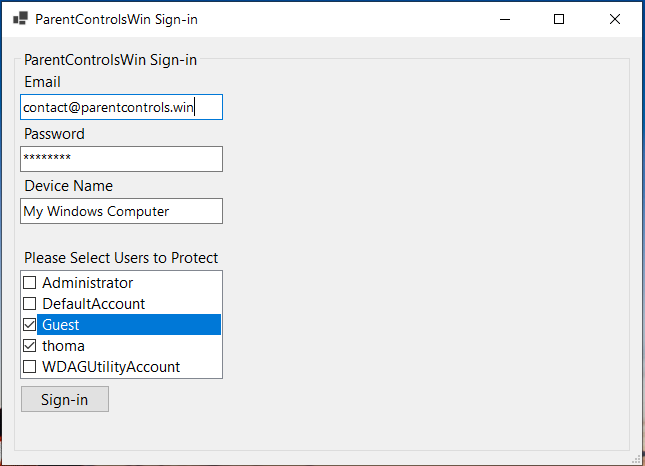 ParentControlsWin Sign-in
ParentControlsWin Sign-in
Email
contact@parentcontrols.win
Password
********
Device Name
My Windows Computer
Please Select Users to Protect
Administrator
DefaultAccount
Guest
thoma
WDAGUtilityAccount
Sign-in